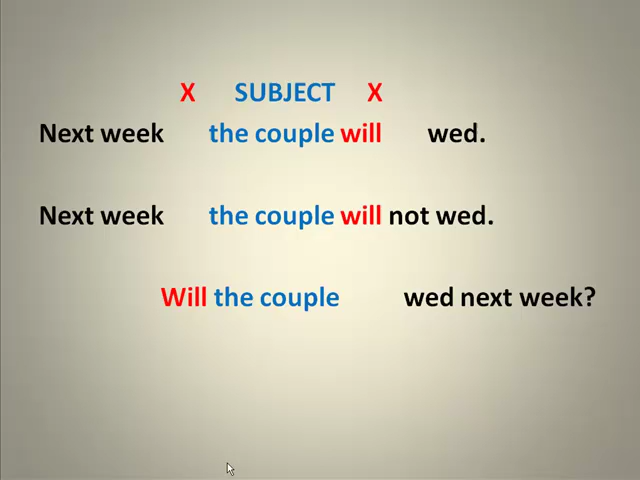 X SUBJECT X
Next week the couple will wed.
Next week the couple will not wed.
Will the couple wed next week?